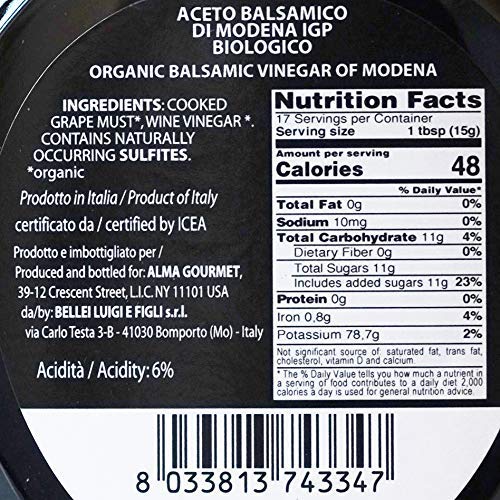 ACETO BALSAMICO
DI MODENA IGP
BIOLOGICO
ORGANIC BALSAMIC VINEGAR OF MODENA
INGREDIENTS: COOKED
GRAPE MUST*, WINE VINEGAR *.
CONTAINS NATURALLY
OCCURRING SULFITES.
*organic
Prodotto in Italia / Product of Italy
certificato da / certified by ICEA
Prodotto e imbottigliato per /
Produced and bottled for: ALMA GOURMET,
39-12 Crescent Street, L.I.C. NY 11101 USA
da/by: BELLEI LUIGI E FIGLI s.r.l.
via Carlo Testa 3-B - 41030 Bomporto (Mo) - Italy
Acidità / Acidity: 6%
Nutrition Facts
17 Servings per Container
Serving size 1 tbsp (15g)
Amount per serving
Calories 48
% Daily Value*
Total Fat 0g 0%
Sodium 10mg 0%
Total Carbohydrate 11g 4%
Dietary Fiber 0g 0%
Total Sugars 11g
Includes added sugars 11g 23%
Protein 0g 0%
Iron 0,8g 4%
Potassium 78,7g 2%
Not significant source of: saturated fat, trans fat,
cholesterol, vitamin D and calcium.
* The % Daily Value tells you how much a nutrient in
a serving of food contributes to a daily diet 2,000
calories a day is used for general nutrition advice.
8 033813 743347